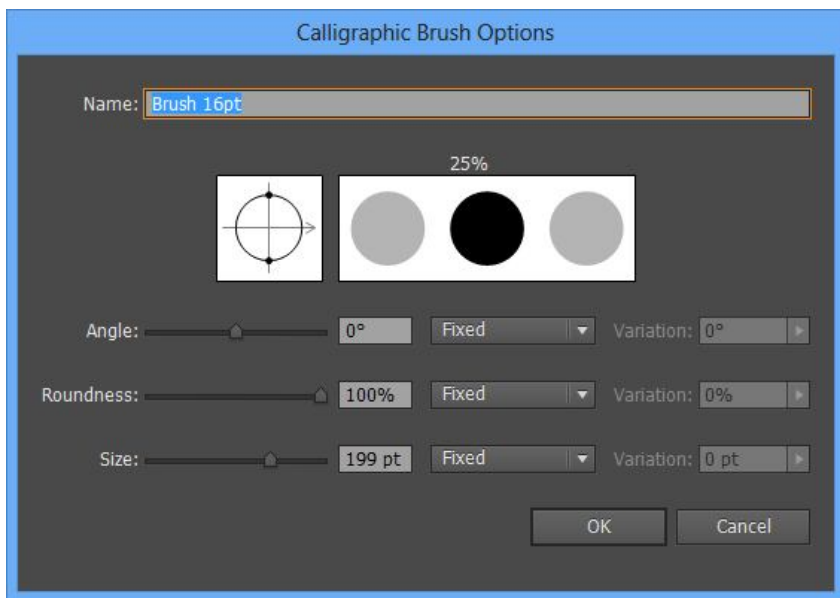 Calligraphic Brush Options
Name: Brush 16pt
25%
Angle: 0° Fixed Variation: 0°
Roundness: 100% Fixed Variation: 0%
Size: 199 pt Fixed Variation: 0 pt
OK Cancel